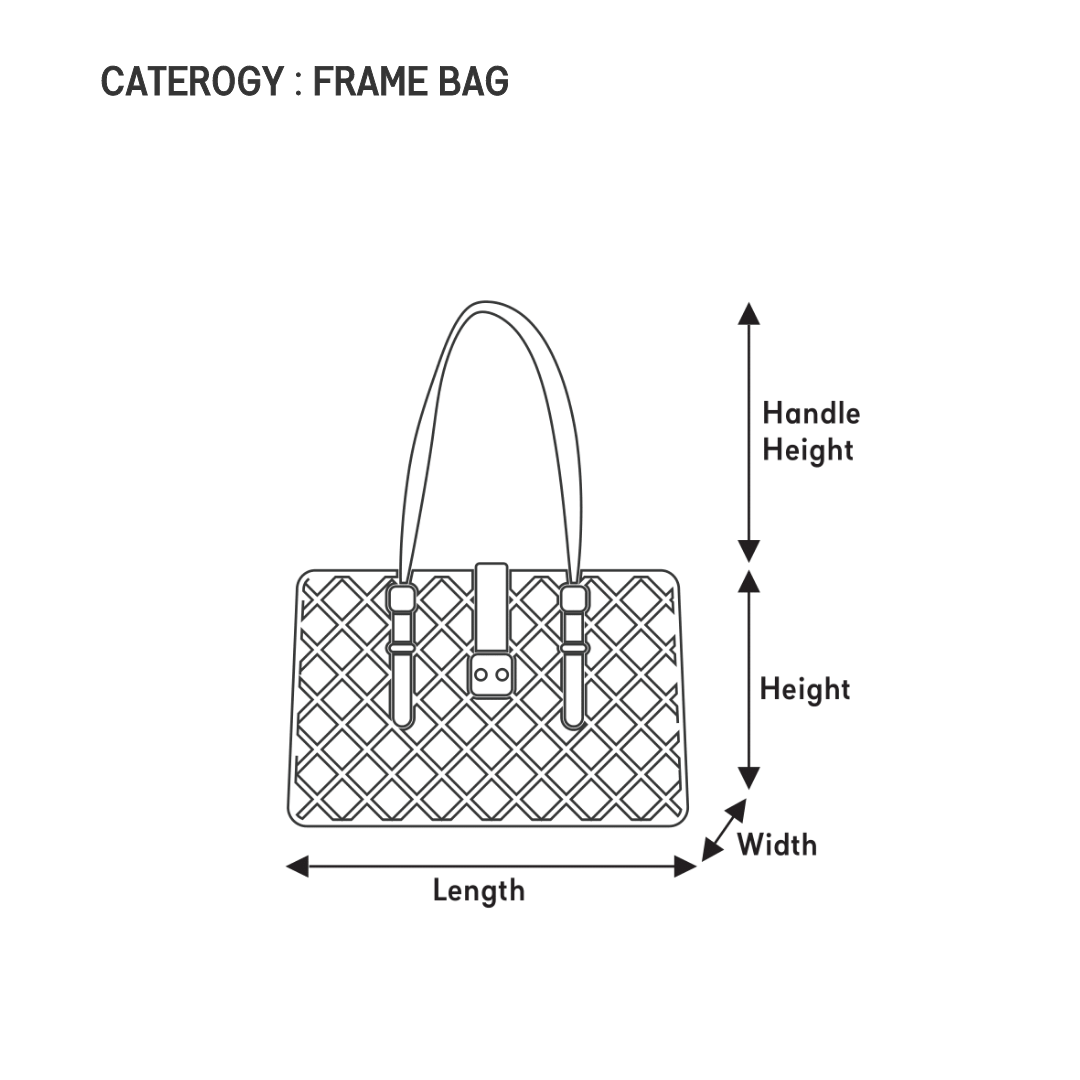 CATEROGY : FRAME BAG
Handle
Height
Height
Width
Length